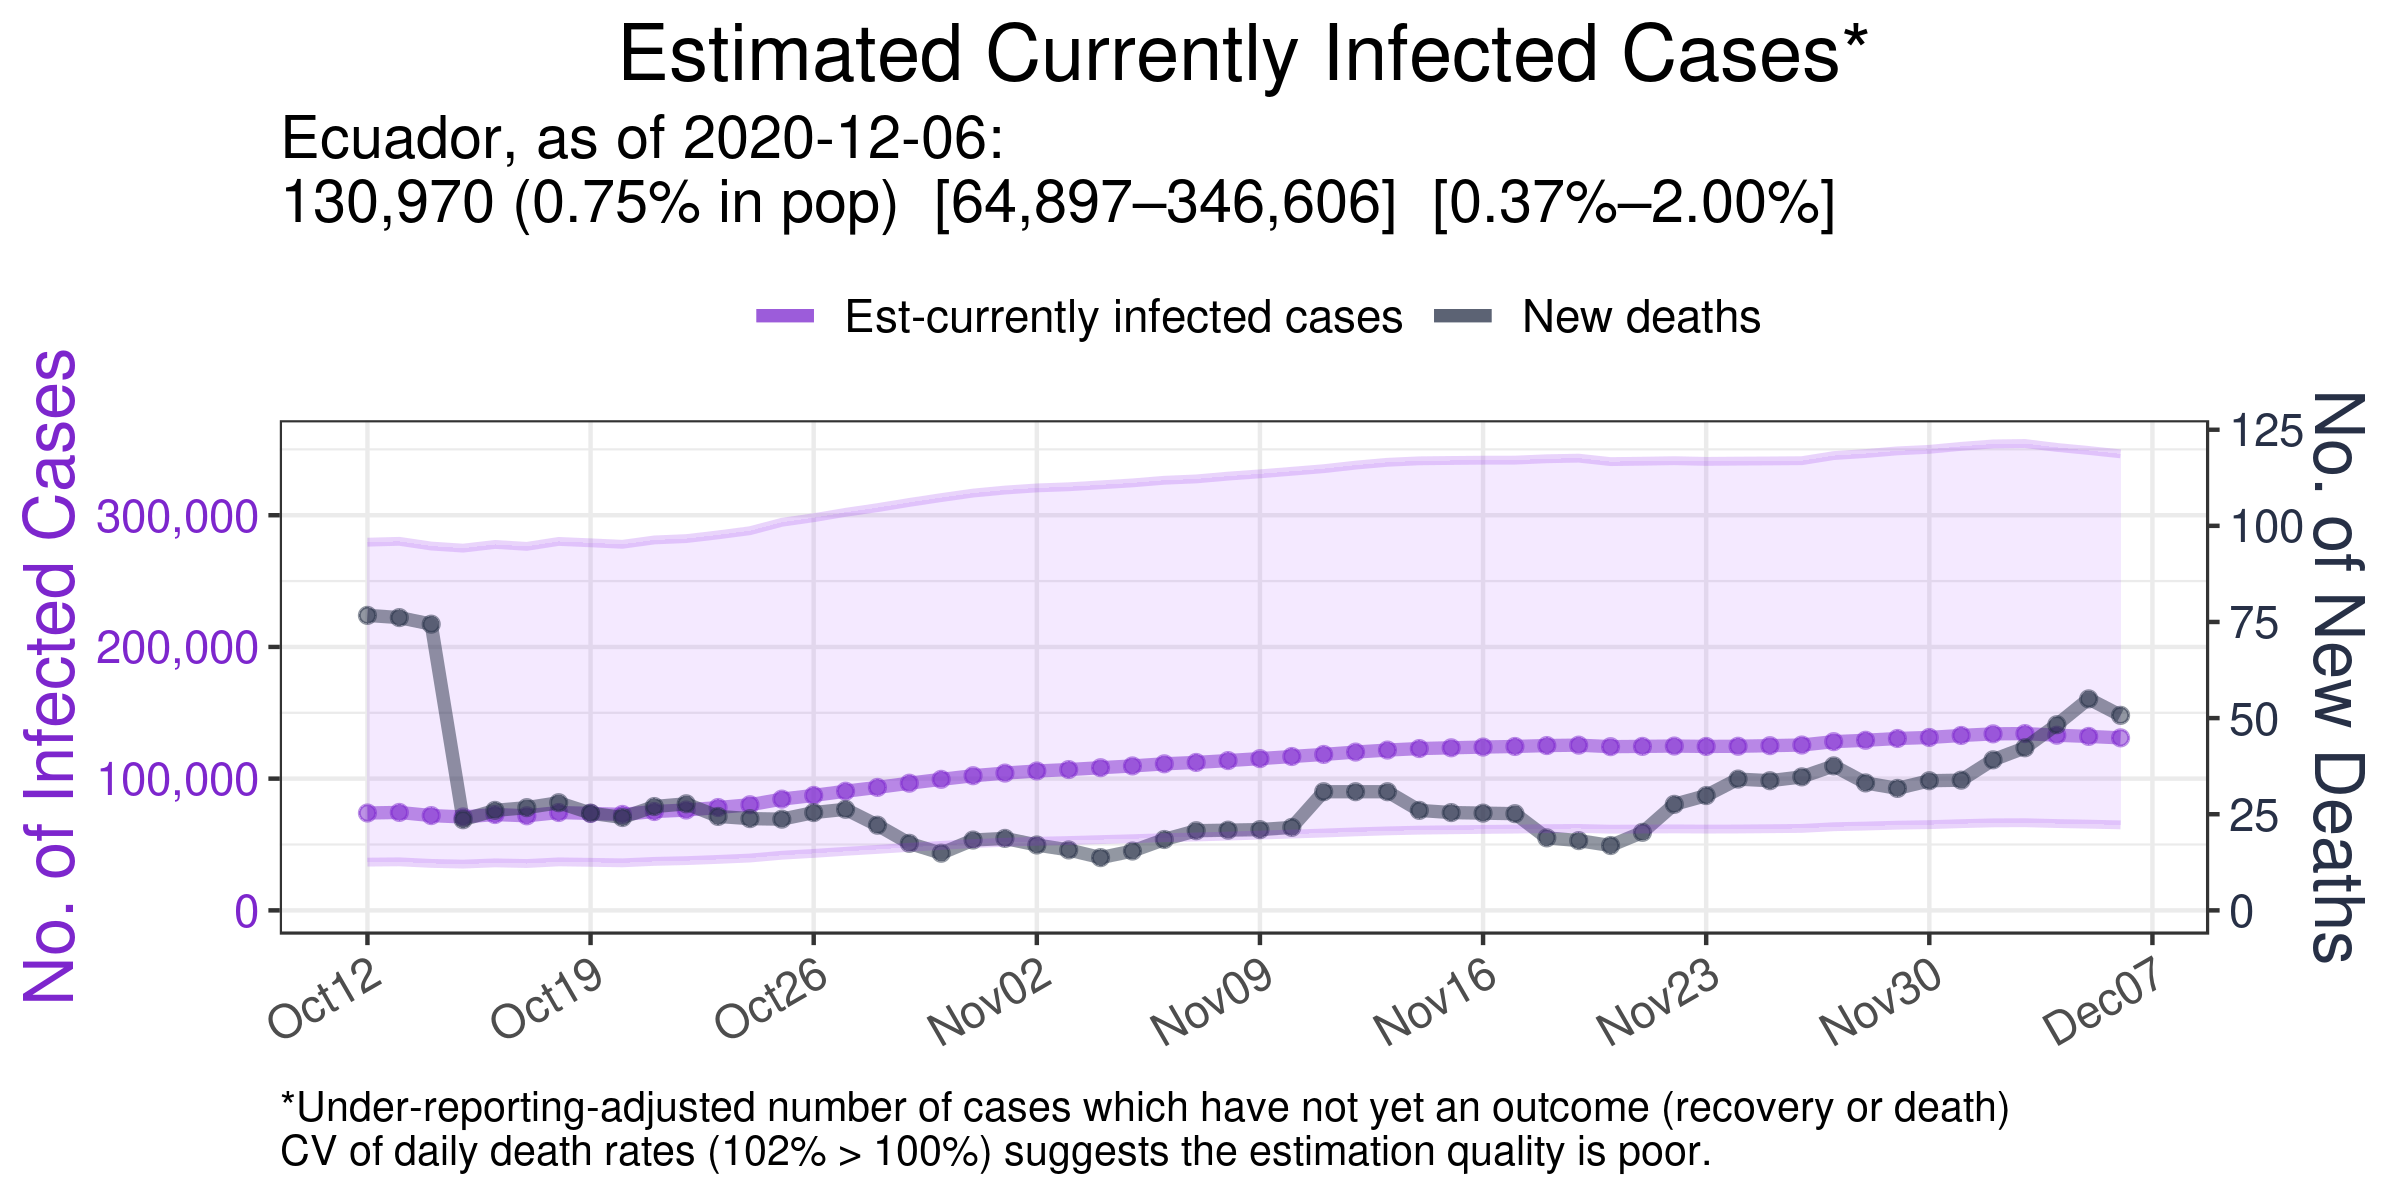 Estimated Currently Infected Cases*
Ecuador, as of 2020-12-06:
130,970 (0.75% in pop)  [64,897–346,606]  [0.37%–2.00%]
Est-currently infected cases
New deaths
No. of Infected Cases
300,000
200,000
100,000
0
125
100
75
50
25
0
No. of New Deaths
Oct12
Oct19
Oct26
Nov02
Nov09
Nov16
Nov23
Nov30
Dec07
*Under-reporting-adjusted number of cases which have not yet an outcome (recovery or death)
CV of daily death rates (102% > 100%) suggests the estimation quality is poor.